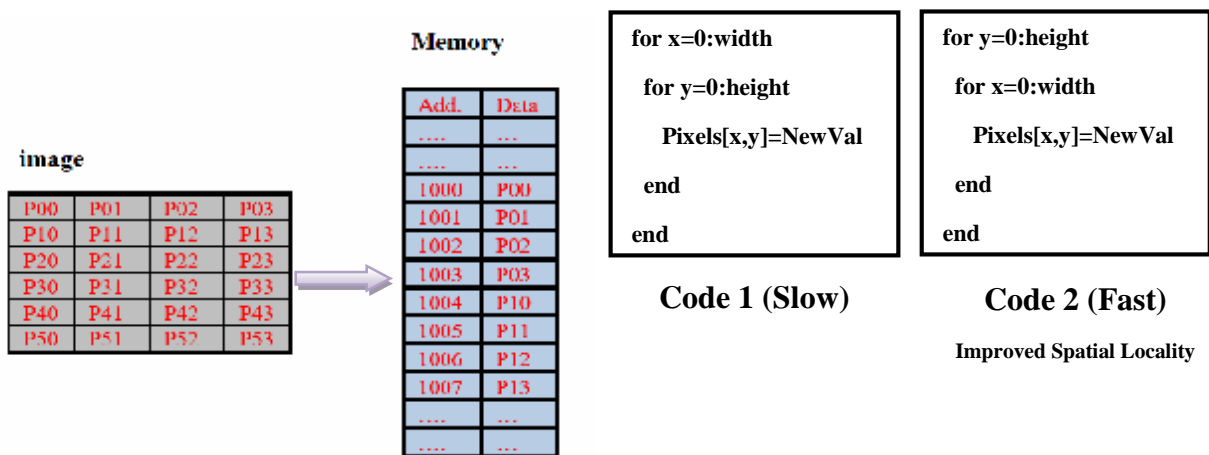 image
P00 P01 P02 P03
P10 P11 P12 P13
P20 P21 P22 P23
P30 P31 P32 P33
P40 P41 P42 P43
P50 P51 P52 P53
Memory
Add. Data
.... ...
.... ...
1000 P00
1001 P01
1002 P02
1003 P03
1004 P10
1005 P11
1006 P12
1007 P13
.... ...
.... ...
for x=0:width
for y=0:height
Pixels[x,y]=NewVal
end
end
Code 1 (Slow)
for y=0:height
for x=0:width
Pixels[x,y]=NewVal
end
end
Code 2 (Fast)
Improved Spatial Locality